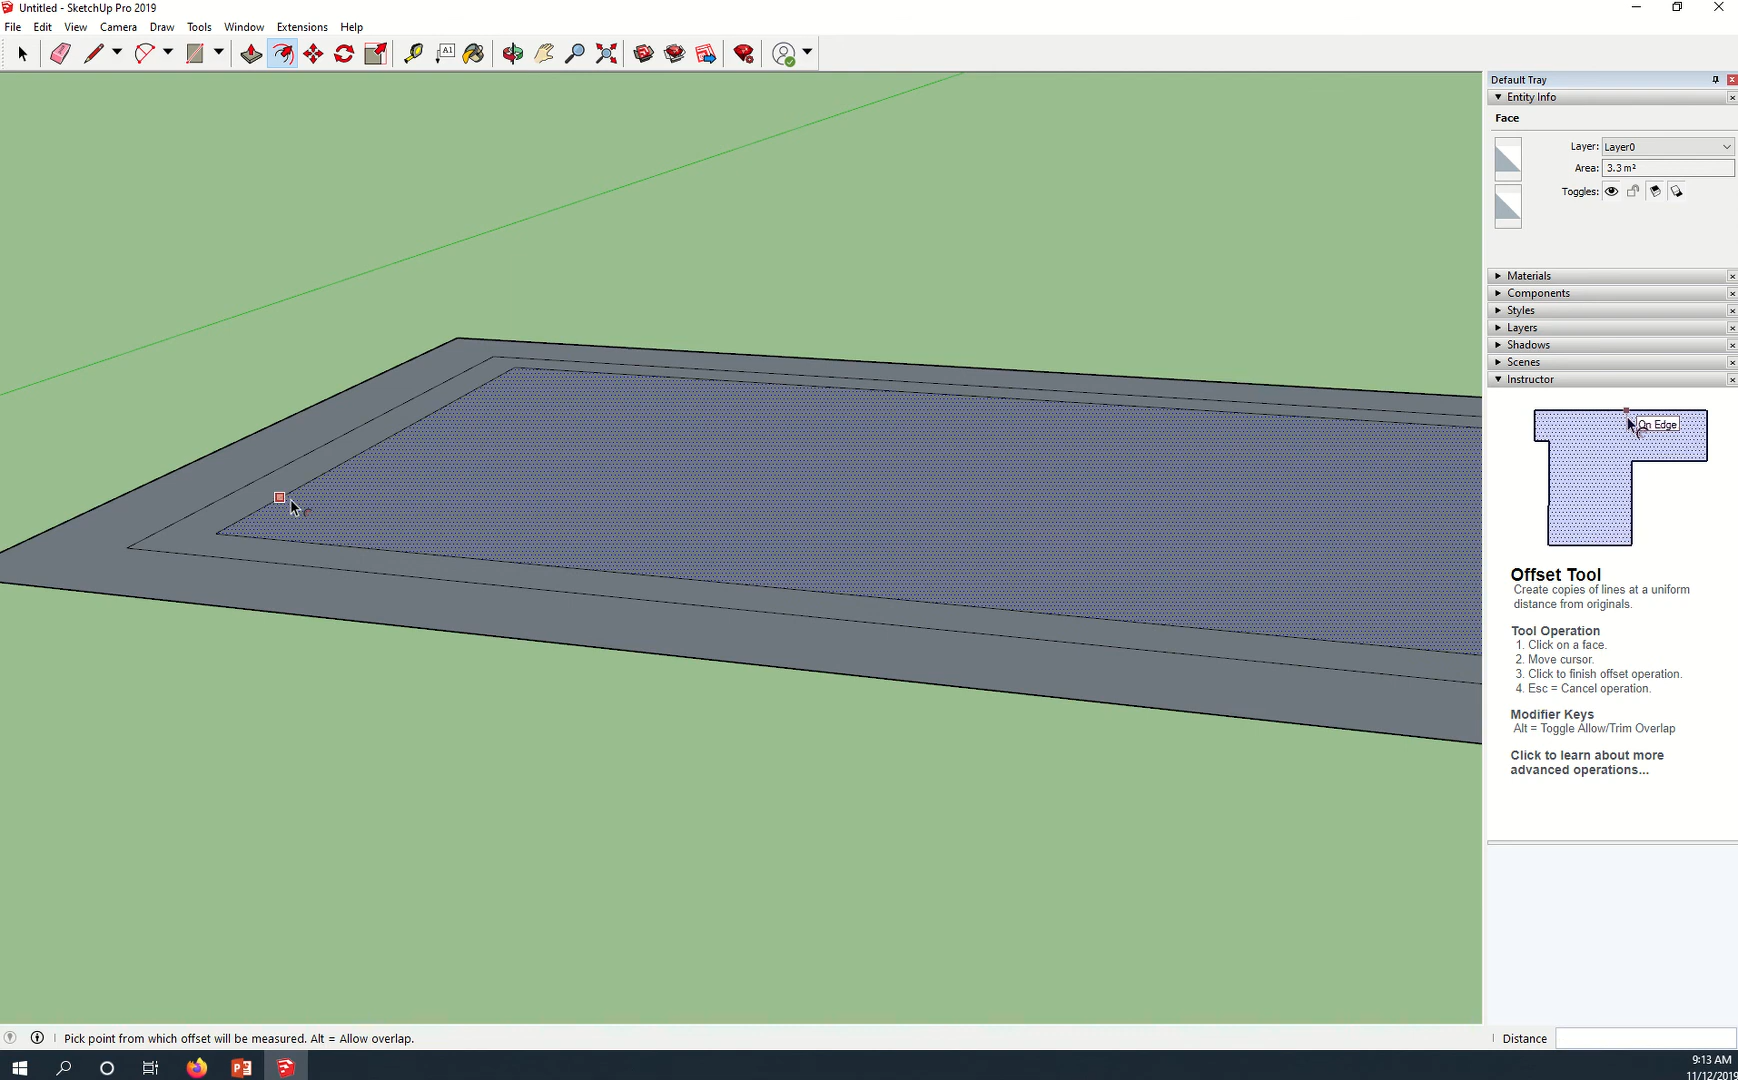 Untitled - SketchUp Pro 2019
File Edit View Camera Draw Tools Window Extensions Help
A1
Default Tray
Entity Info
Face
Layer: Layer0
Area: 3.3 m²
Toggles:
Materials
Components
Styles
Layers
Shadows
Scenes
Instructor
On Edge
Offset Tool
Create copies of lines at a uniform
distance from originals.
Tool Operation
1. Click on a face.
2. Move cursor.
3. Click to finish offset operation.
4. Esc = Cancel operation.
Modifier Keys
Alt = Toggle Allow/Trim Overlap
Click to learn about more
advanced operations...
Pick point from which offset will be measured. Alt = Allow overlap.
Distance
9:13 AM
11/12/2019